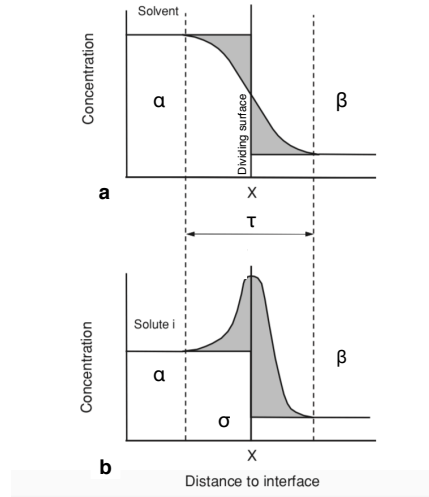 Solvent
Concentration
α
Dividing surface
β
a
X
τ
Solute i
Concentration
α
β
σ
b
X
Distance to interface